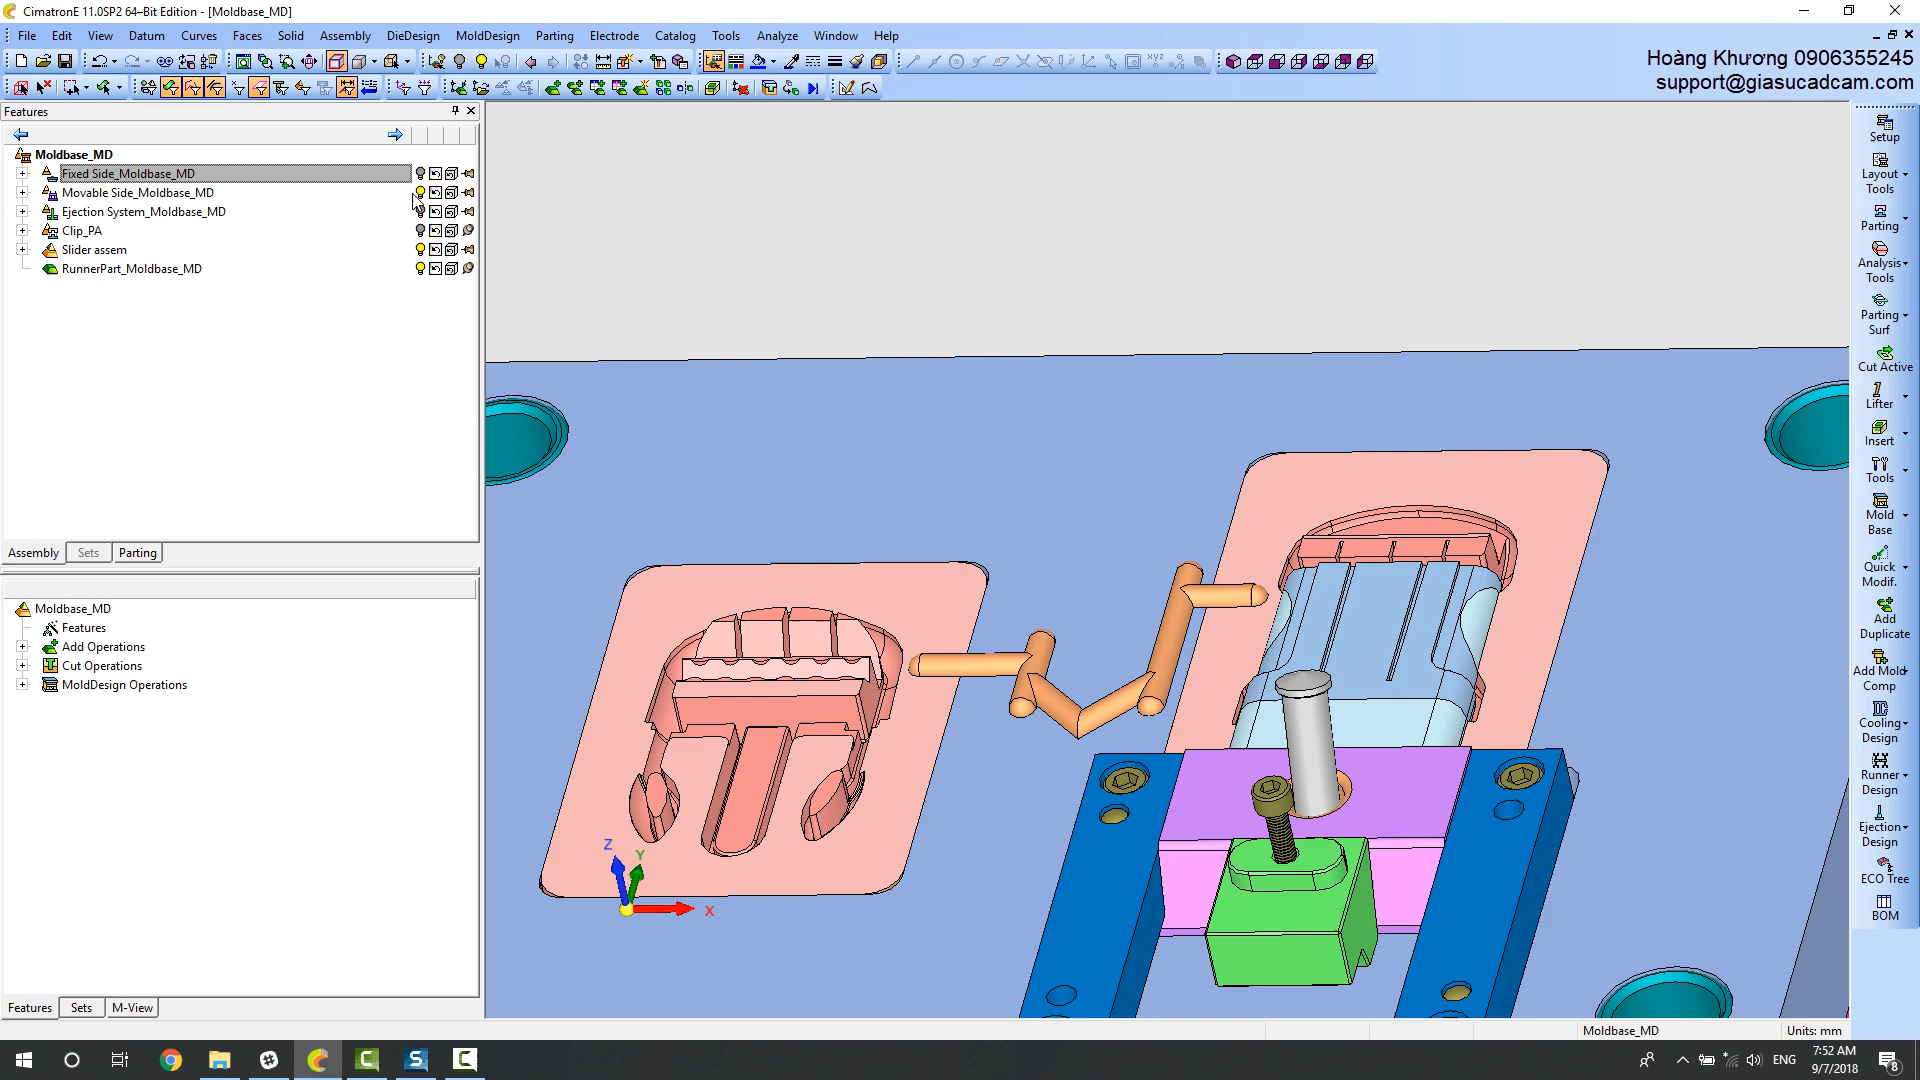 CimatronE 11.0SP2 64–Bit Edition - [Moldbase_MD]
File Edit View Datum Curves Faces Solid Assembly DieDesign MoldDesign Parting Electrode Catalog Tools Analyze Window Help
Hoàng Khương 0906355245
support@giasucadcam.com
Features
Moldbase_MD
Fixed Side_Moldbase_MD
Movable Side_Moldbase_MD
Ejection System_Moldbase_MD
Clip_PA
Slider assem
RunnerPart_Moldbase_MD
Assembly Sets Parting
Moldbase_MD
Features
Add Operations
Cut Operations
MoldDesign Operations
Features Sets M-View
Z
Y
X
Setup
Layout
Tools
Parting
Analysis
Tools
Parting
Surf
Cut Active
Lifter
Insert
Tools
Mold
Base
Quick
Modif.
Add
Duplicate
Add Mold
Comp
Cooling
Design
Runner
Design
Ejection
Design
ECO Tree
BOM
Moldbase_MD Units: mm
ENG
7:52 AM
9/7/2018
8